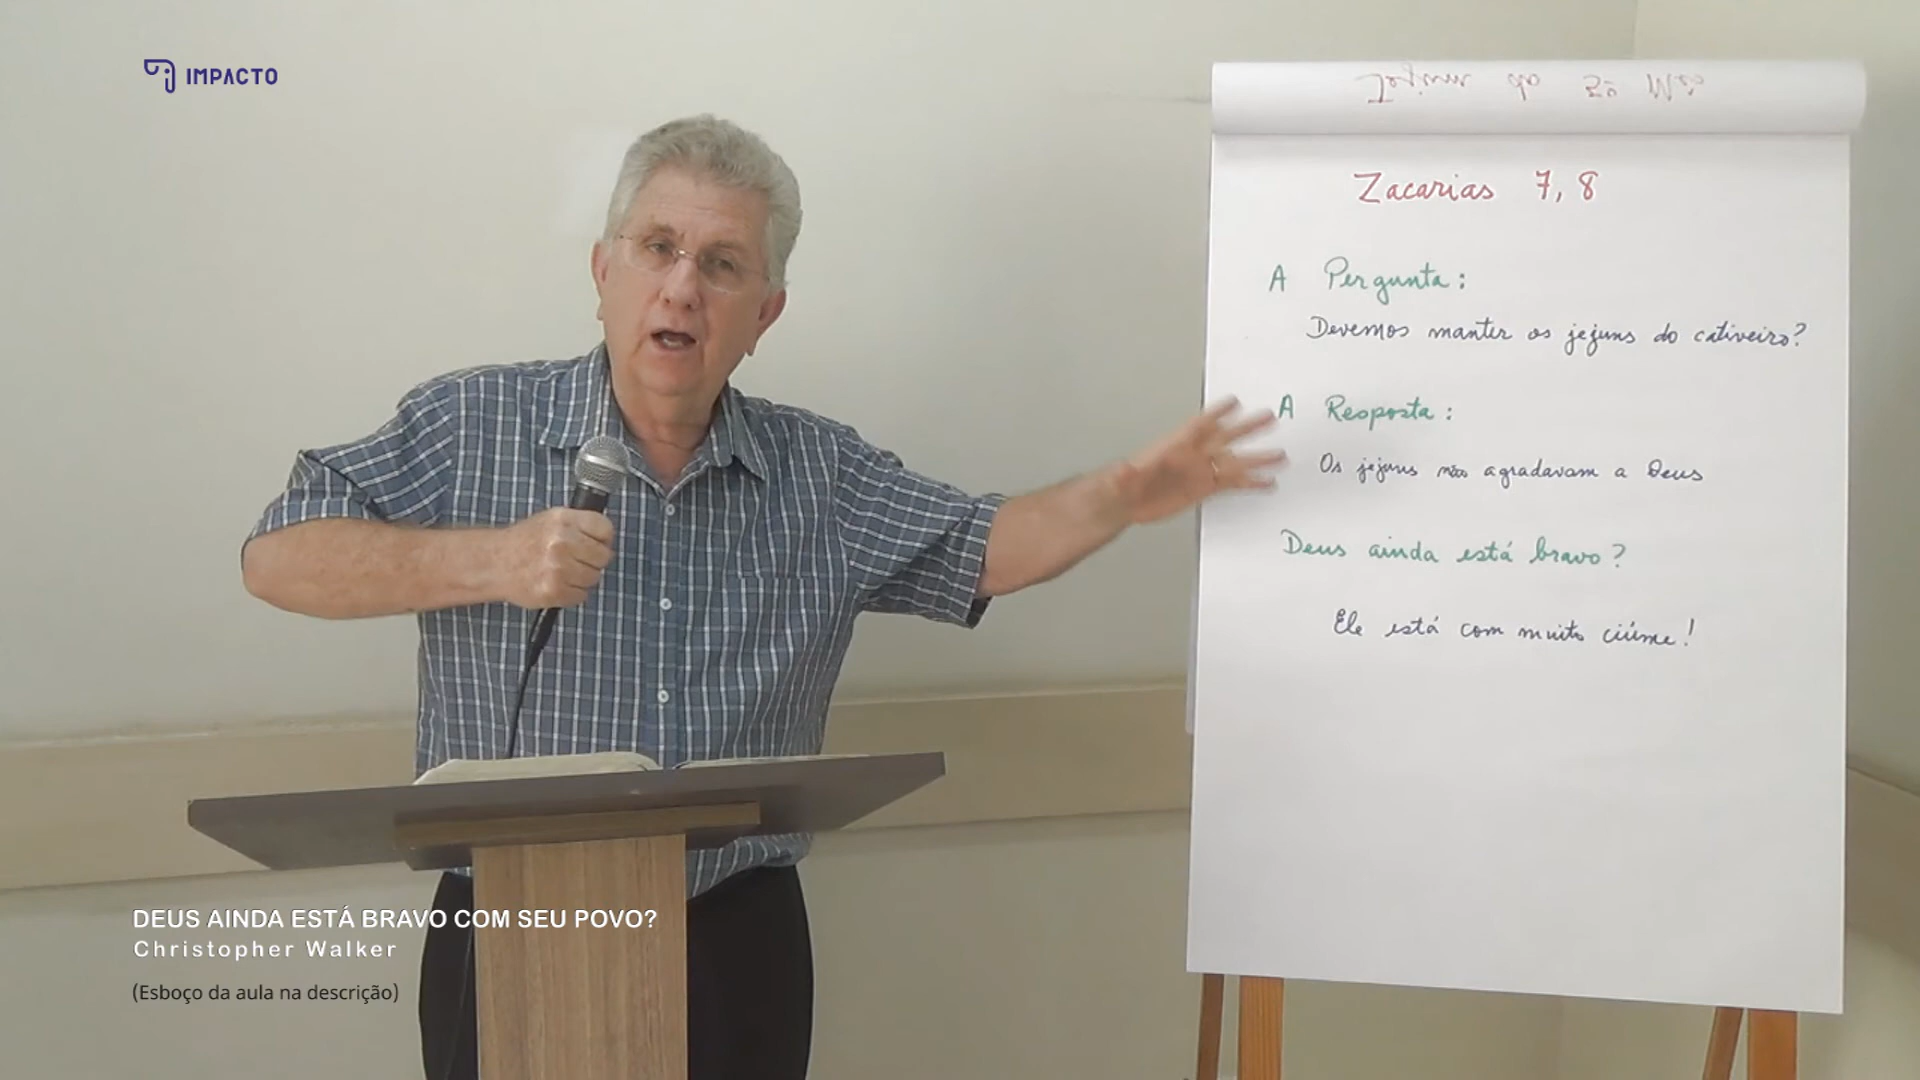 IMPACTO
Zacarias 7, 8
A Pergunta:
Devemos manter os jejuns do cativeiro?
A Resposta:
Os jejuns não agradavam a Deus
Deus ainda está bravo?
Ele está com muito ciúme!
DEUS AINDA ESTÁ BRAVO COM SEU POVO?
Christopher Walker
(Esboço da aula na descrição)